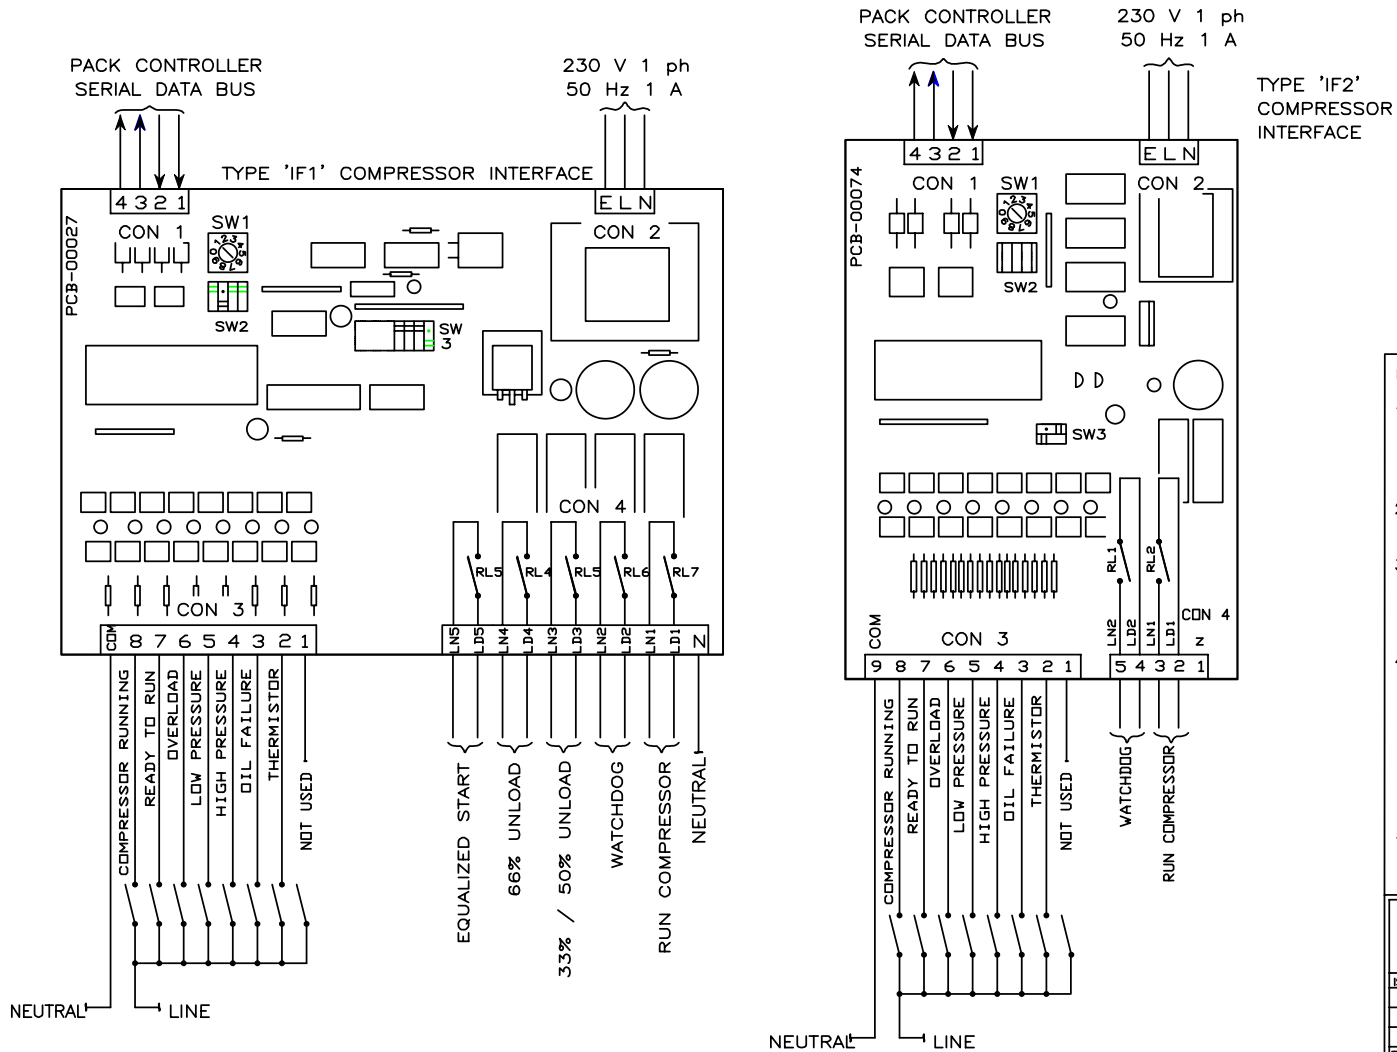 PACK CONTROLLER
SERIAL DATA BUS
230 V 1 ph
50 Hz 1 A
TYPE 'IF1' COMPRESSOR INTERFACE
4 3 2 1
E L N
PCB-00027
CON 1
SW1
CON 2
SW2
SW
3
CON 4
RL5
RL4
RL5
RL6
RL7
CON 3
COM 8 7 6 5 4 3 2 1
LN5 LD5 LN4 LD4 LN3 LD3 LN2 LD2 LN1 LD1 N
COMPRESSOR RUNNING
READY TO RUN
OVERLOAD
LOW PRESSURE
HIGH PRESSURE
OIL FAILURE
THERMISTOR
NOT USED
EQUALIZED START
66% UNLOAD
33% / 50% UNLOAD
WATCHDOG
RUN COMPRESSOR
NEUTRAL
NEUTRAL
LINE
PACK CONTROLLER
SERIAL DATA BUS
230 V 1 ph
50 Hz 1 A
TYPE 'IF2'
COMPRESSOR
INTERFACE
4 3 2 1
E L N
PCB-00074
CON 1
SW1
CON 2
SW2
SW3
RL1
RL2
CON 4
COM
CON 3
LN2 LD2 LN1 LD1 Z
9 8 7 6 5 4 3 2 1
5 4 3 2 1
COMPRESSOR RUNNING
READY TO RUN
OVERLOAD
LOW PRESSURE
HIGH PRESSURE
OIL FAILURE
THERMISTOR
NOT USED
WATCHDOG
RUN COMPRESSOR
NEUTRAL
LINE